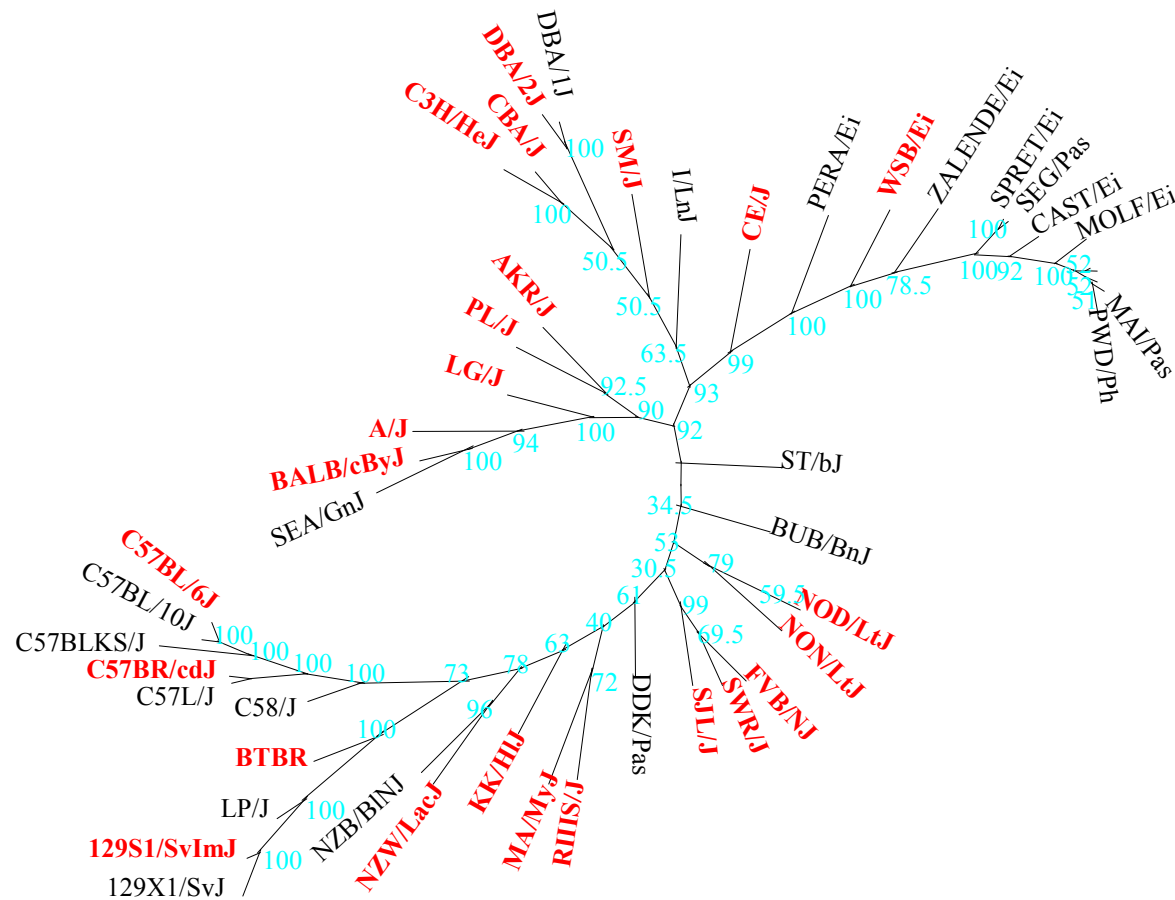 DBA/2J
DBA/1J
C3H/HeJ
CBA/J
100
SM/J
I/LnJ
CE/J
PERA/Ei
WSB/Ei
ZALENDE/Ei
SPRET/Ei
SEG/Pas
CAST/Ei
MOLF/Ei
100
100
50.5
50.5
63.5
93
99
100
100
78.5
100
92
100
52
52
51
MAI/Pas
PWD/Ph
AKR/J
PL/J
LG/J
92.5
90
92
100
A/J
94
BALB/cByJ
100
SEA/GnJ
ST/bJ
34.5
BUB/BnJ
53
30.5
79
59.5
NOD/LtJ
NON/LtJ
61
99
69.5
FVB/NJ
SWR/J
SJL/J
40
DDK/Pas
63
72
RIIIS/J
MA/MyJ
78
KK/HlJ
73
96
NZW/LacJ
NZB/BlNJ
C57BL/6J
C57BL/10J
100
C57BLKS/J
100
C57BR/cdJ
100
C57L/J
100
C58/J
100
BTBR
LP/J
100
129S1/SvImJ
100
129X1/SvJ